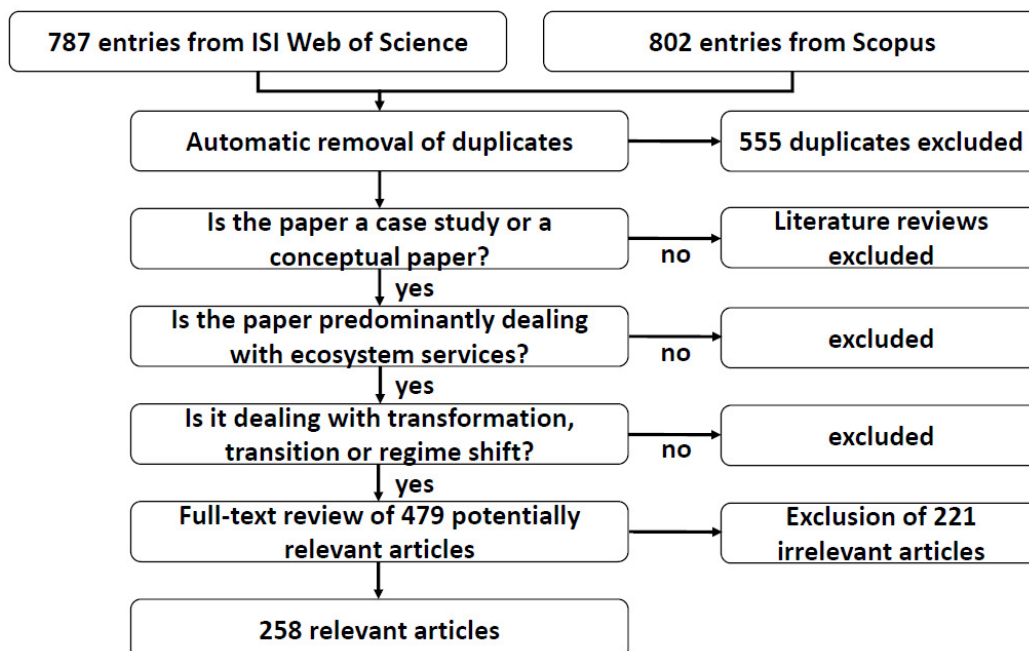 787 entries from ISI Web of Science
802 entries from Scopus
Automatic removal of duplicates
555 duplicates excluded
Is the paper a case study or a
conceptual paper?
no
Literature reviews
excluded
yes
Is the paper predominantly dealing
with ecosystem services?
no
excluded
yes
Is it dealing with transformation,
transition or regime shift?
no
excluded
yes
Full-text review of 479 potentially
relevant articles
Exclusion of 221
irrelevant articles
258 relevant articles